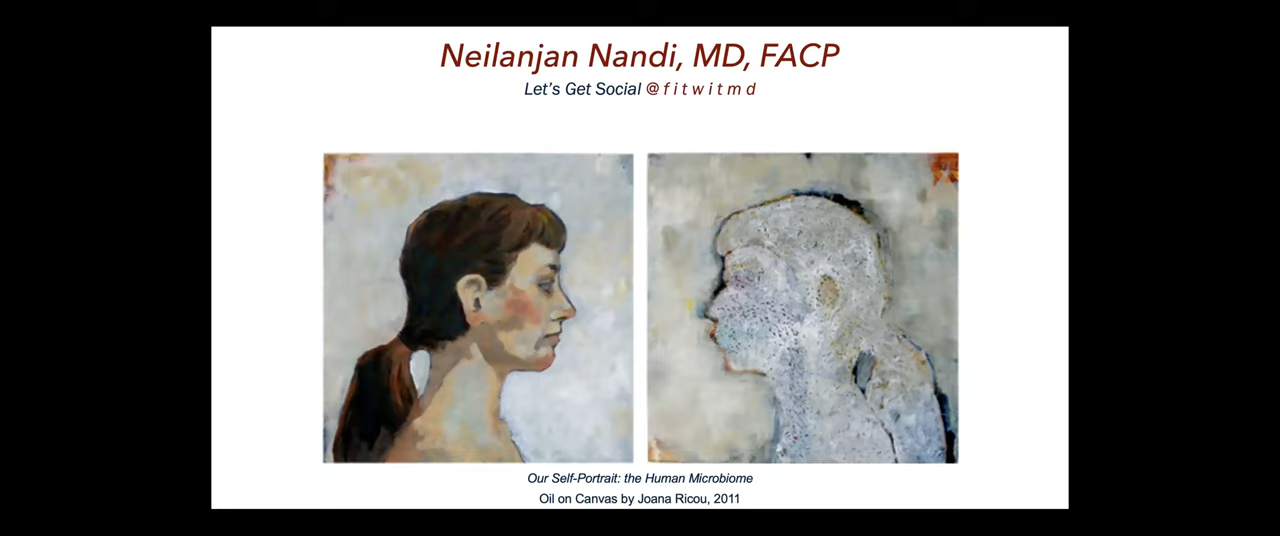 Neilanjan Nandi, MD, FACP
Let's Get Social @fitwitmd
Our Self-Portrait: the Human Microbiome
Oil on Canvas by Joana Ricou, 2011